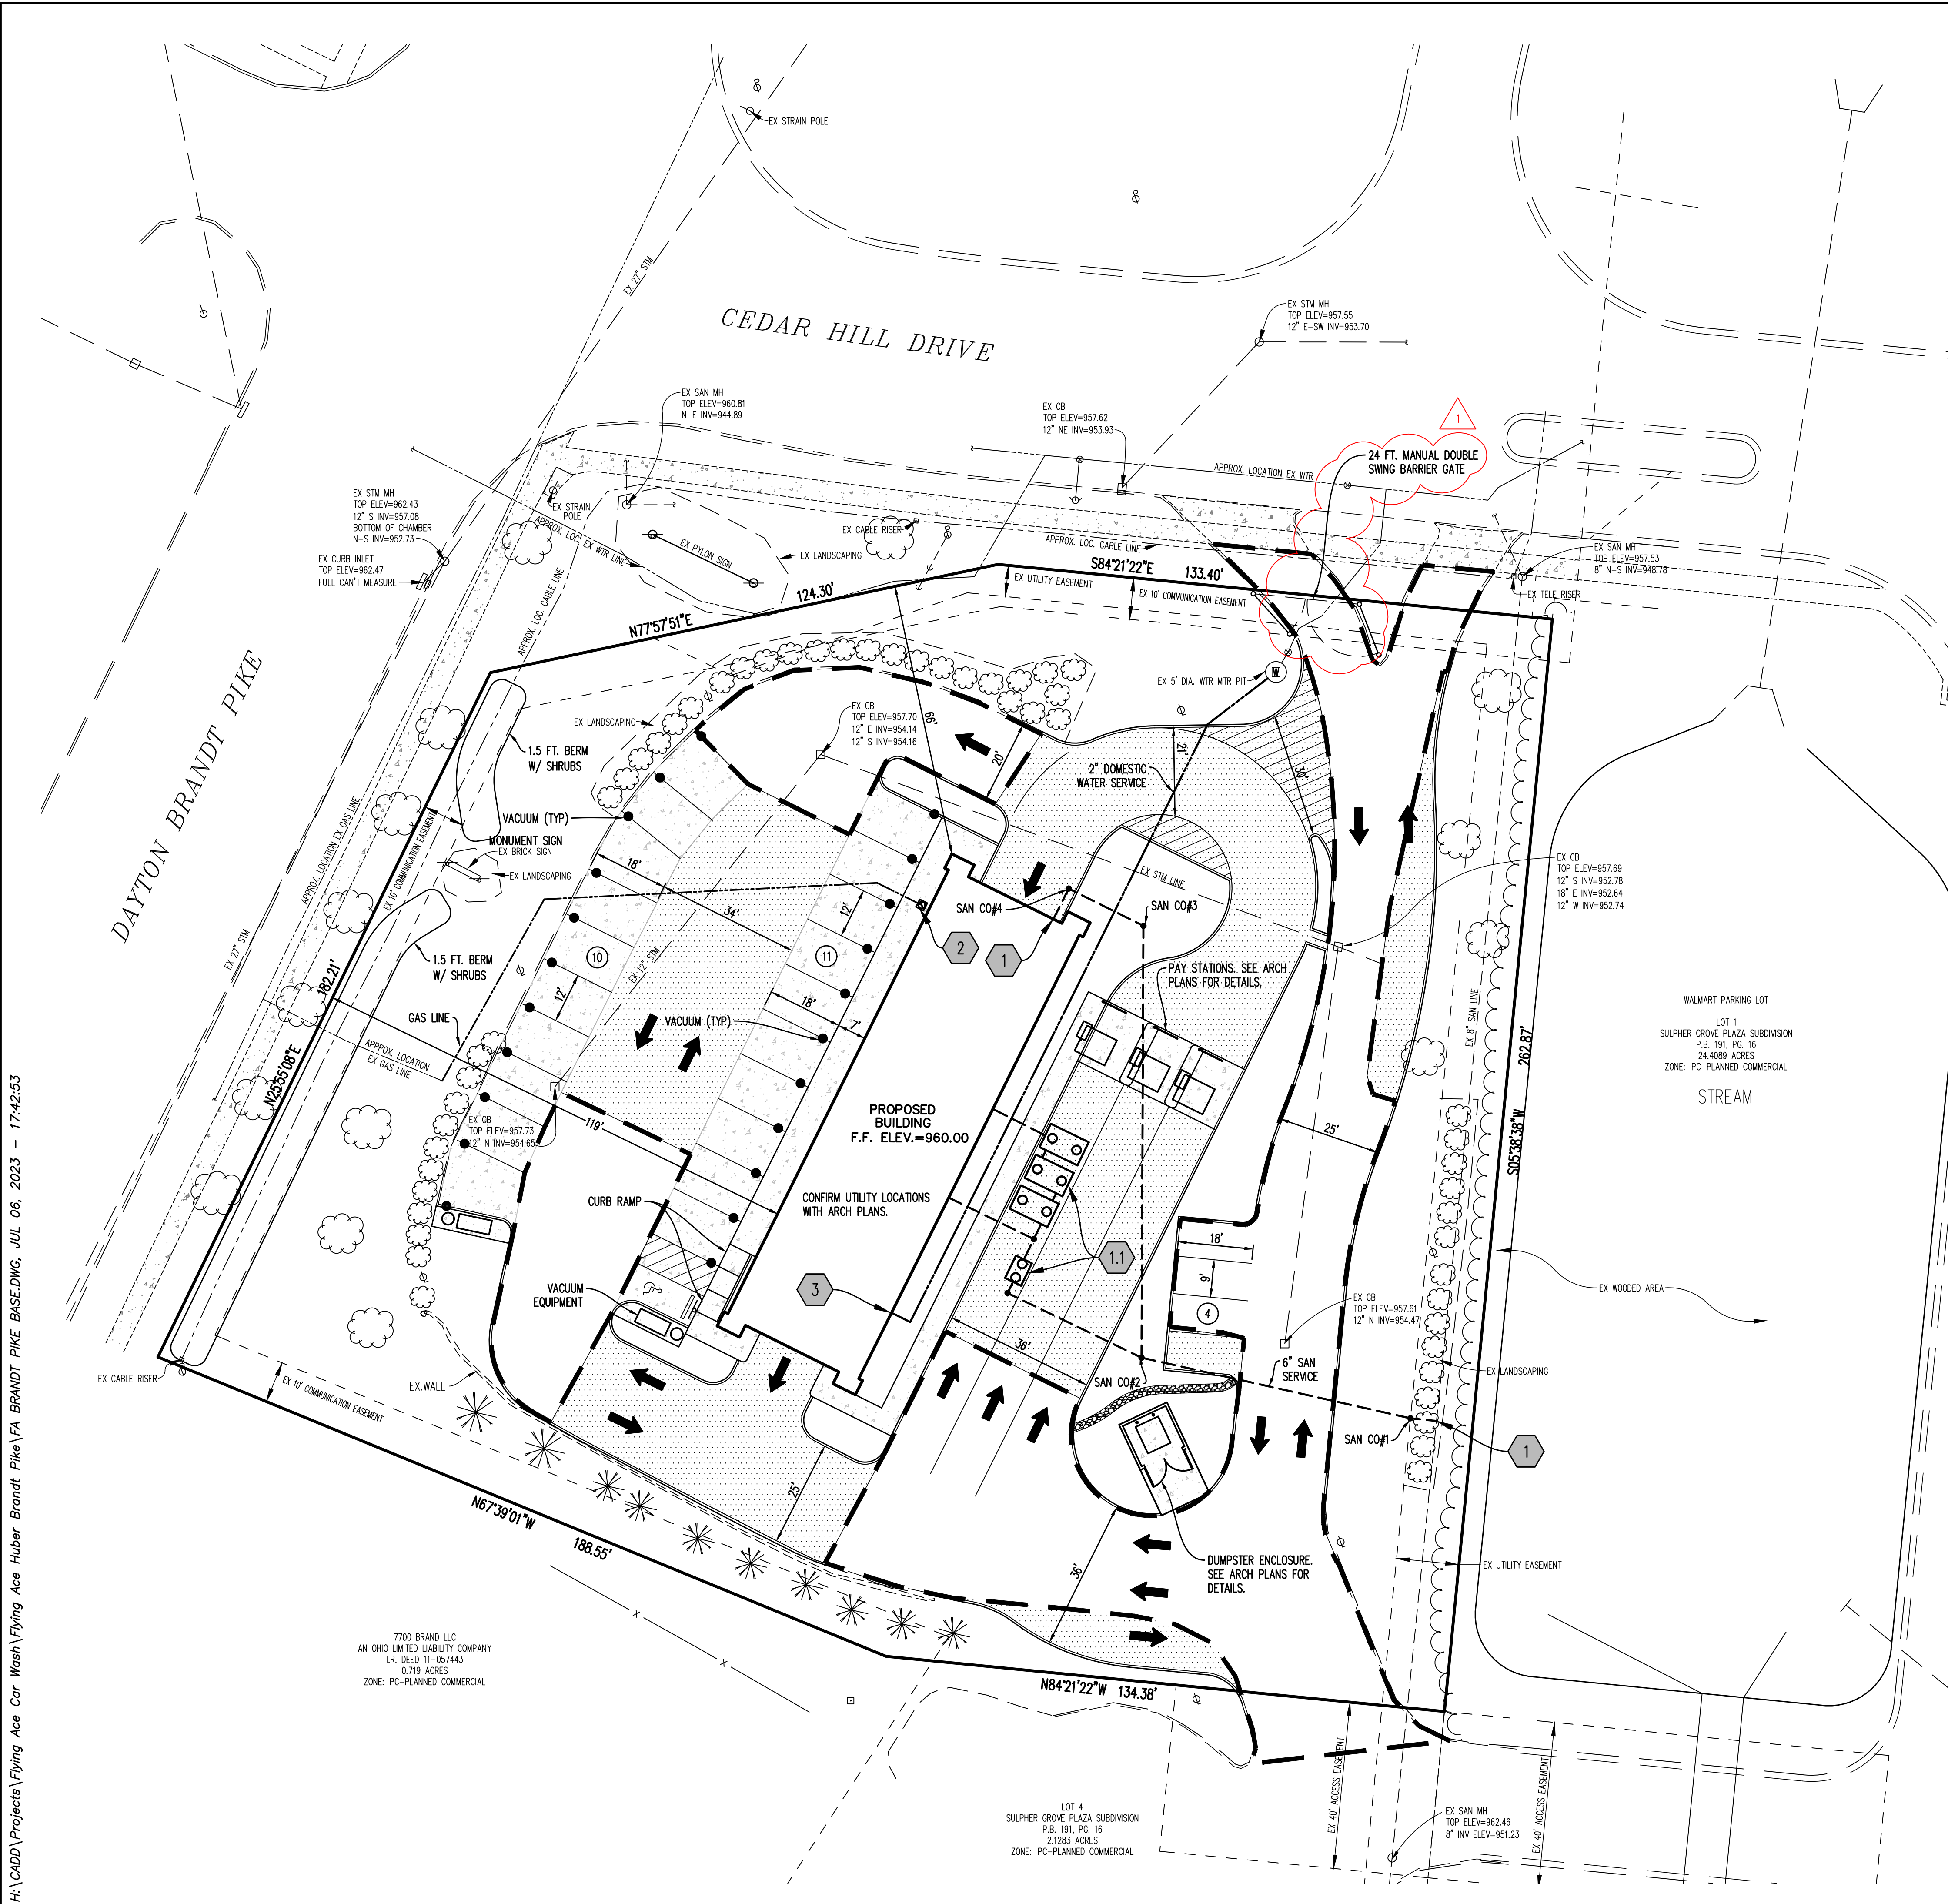 EX STRAIN POLE
EX 27" STM
CEDAR HILL DRIVE
EX STM MH
TOP ELEV=957.55
12" E-SW INV=953.70
EX SAN MH
TOP ELEV=960.81
N-E INV=944.89
EX CB
TOP ELEV=957.62
12" NE INV=953.93
1
24 FT. MANUAL DOUBLE
SWING BARRIER GATE
APPROX. LOCATION EX WTR
EX STM MH
TOP ELEV=962.43
12" S INV=957.08
BOTTOM OF CHAMBER
N-S INV=952.73
EX CURB INLET
TOP ELEV=962.47
FULL CAN'T MEASURE
EX STRAIN
POLE
APPROX. LOC. EX WTR LINE
EX PYLON SIGN
EX LANDSCAPING
EX CABLE RISER
APPROX. LOC. CABLE LINE
EX SAN MH
TOP ELEV=957.53
8" N-S INV=948.78
EX TELE RISER
S84°21'22"E 133.40'
EX UTILITY EASEMENT
EX 10' COMMUNICATION EASEMENT
124.30'
N77°57'51"E
APPROX. LOC. CABLE LINE
DAYTON BRANDT PIKE
EX 5' DIA. WTR MTR PIT
W
EX LANDSCAPING
EX CB
TOP ELEV=957.70
12" E INV=954.14
12" S INV=954.16
66'
20'
21'
30'
1.5 FT. BERM
W/ SHRUBS
2" DOMESTIC
WATER SERVICE
VACUUM (TYP)
MONUMENT SIGN
EX BRICK SIGN
EX LANDSCAPING
APPROX. LOCATION EX GAS LINE
EX 10' COMMUNICATION EASEMENT
18'
34'
12'
EX STM LINE
EX CB
TOP ELEV=957.69
12" S INV=952.78
18" E INV=952.64
12" W INV=952.74
SAN CO#4
SAN CO#3
2
1
10
11
EX 27" STM
EX 12" STM
1.5 FT. BERM
W/ SHRUBS
182.21'
12'
18'
7'
PAY STATIONS. SEE ARCH
PLANS FOR DETAILS.
GAS LINE
VACUUM (TYP)
EX 8" SAN LINE
WALMART PARKING LOT
LOT 1
SULPHER GROVE PLAZA SUBDIVISION
P.B. 191, PG. 16
24.4089 ACRES
ZONE: PC-PLANNED COMMERCIAL
STREAM
262.87'
S05°38'38"W
APPROX. LOCATION
EX GAS LINE
N25°55'08"E
EX CB
TOP ELEV=957.73
12" N INV=954.65
119'
PROPOSED
BUILDING
F.F. ELEV.=960.00
25'
CURB RAMP
CONFIRM UTILITY LOCATIONS
WITH ARCH PLANS.
18'
9'
1.1
EX WOODED AREA
VACUUM
EQUIPMENT
3
4
EX CB
TOP ELEV=957.61
12" N INV=954.47
36'
EX CABLE RISER
EX 10' COMMUNICATION EASEMENT
EX.WALL
SAN CO#2
6" SAN
SERVICE
EX LANDSCAPING
SAN CO#1
1
25'
N67°39'01"W
188.55'
36'
DUMPSTER ENCLOSURE.
SEE ARCH PLANS FOR
DETAILS.
EX UTILITY EASEMENT
X
X
7700 BRAND LLC
AN OHIO LIMITED LIABILITY COMPANY
I.R. DEED 11-057443
0.719 ACRES
ZONE: PC-PLANNED COMMERCIAL
N84°21'22"W 134.38'
EX 40' ACCESS EASEMENT
EX 40' ACCESS EASEMENT
LOT 4
SULPHER GROVE PLAZA SUBDIVISION
P.B. 191, PG. 16
2.1283 ACRES
ZONE: PC-PLANNED COMMERCIAL
EX SAN MH
TOP ELEV=962.46
8" INV ELEV=951.23
H:\CADD\Projects\Flying Ace Car Wash\Flying Ace Huber Brandt Pike\FA BRANDT PIKE BASE.DWG, JUL 06, 2023 - 17:42:53